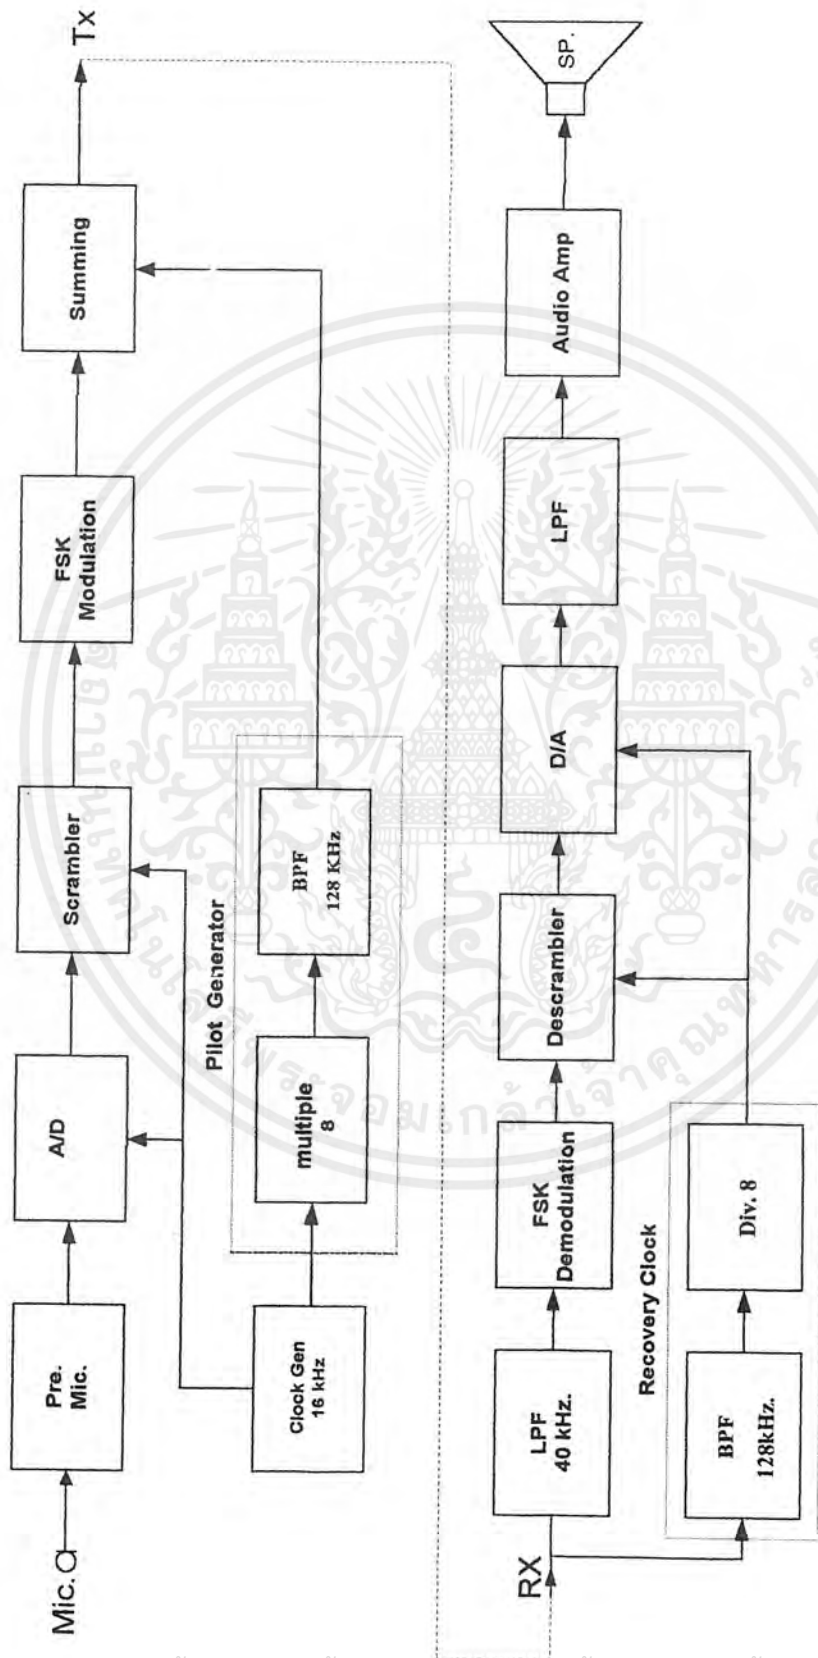 Mic.
Pre.
Mic.
A/D
Scrambler
FSK
Modulation
Summing
Tx
Clock Gen
16 kHz
Pilot Generator
multiple
8
BPF
128 KHz
RX
LPF
40 kHz.
FSK
Demodulation
Descrambler
D/A
LPF
Audio Amp
SP.
Recovery Clock
BPF
128kHz.
Div. 8